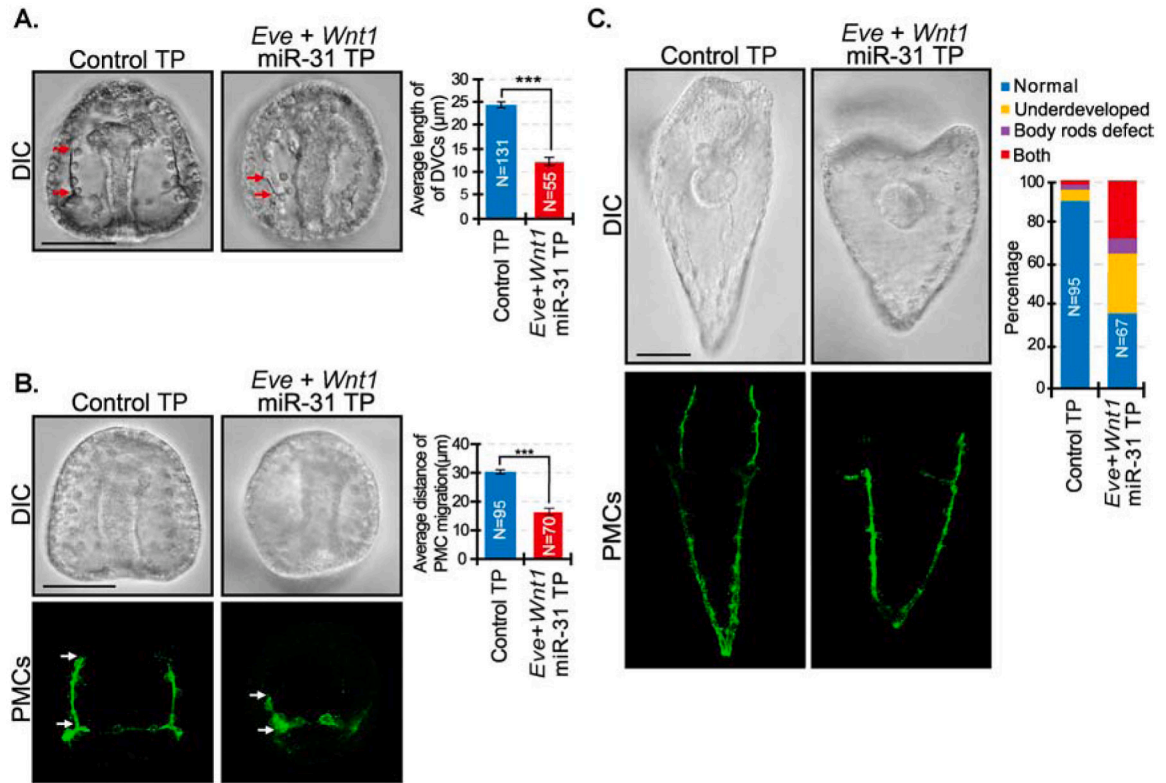 A.
Control TP
Eve + Wnt1
miR-31 TP
DIC
Average length
of DVCs (μm)
30
25
20
15
10
5
0
***
N=131
N=55
Control TP
Eve+Wnt1
miR-31 TP
B.
Control TP
Eve + Wnt1
miR-31 TP
DIC
PMCs
Average distance of
PMC migration(μm)
40
30
20
10
0
***
N=95
N=70
Control TP
Eve+Wnt1
miR-31 TP
C.
Control TP
Eve + Wnt1
miR-31 TP
DIC
PMCs
Normal
Underdeveloped
Body rods defect
Both
Percentage
100
80
60
40
20
0
N=95
N=67
Control TP
Eve+Wnt1
miR-31 TP